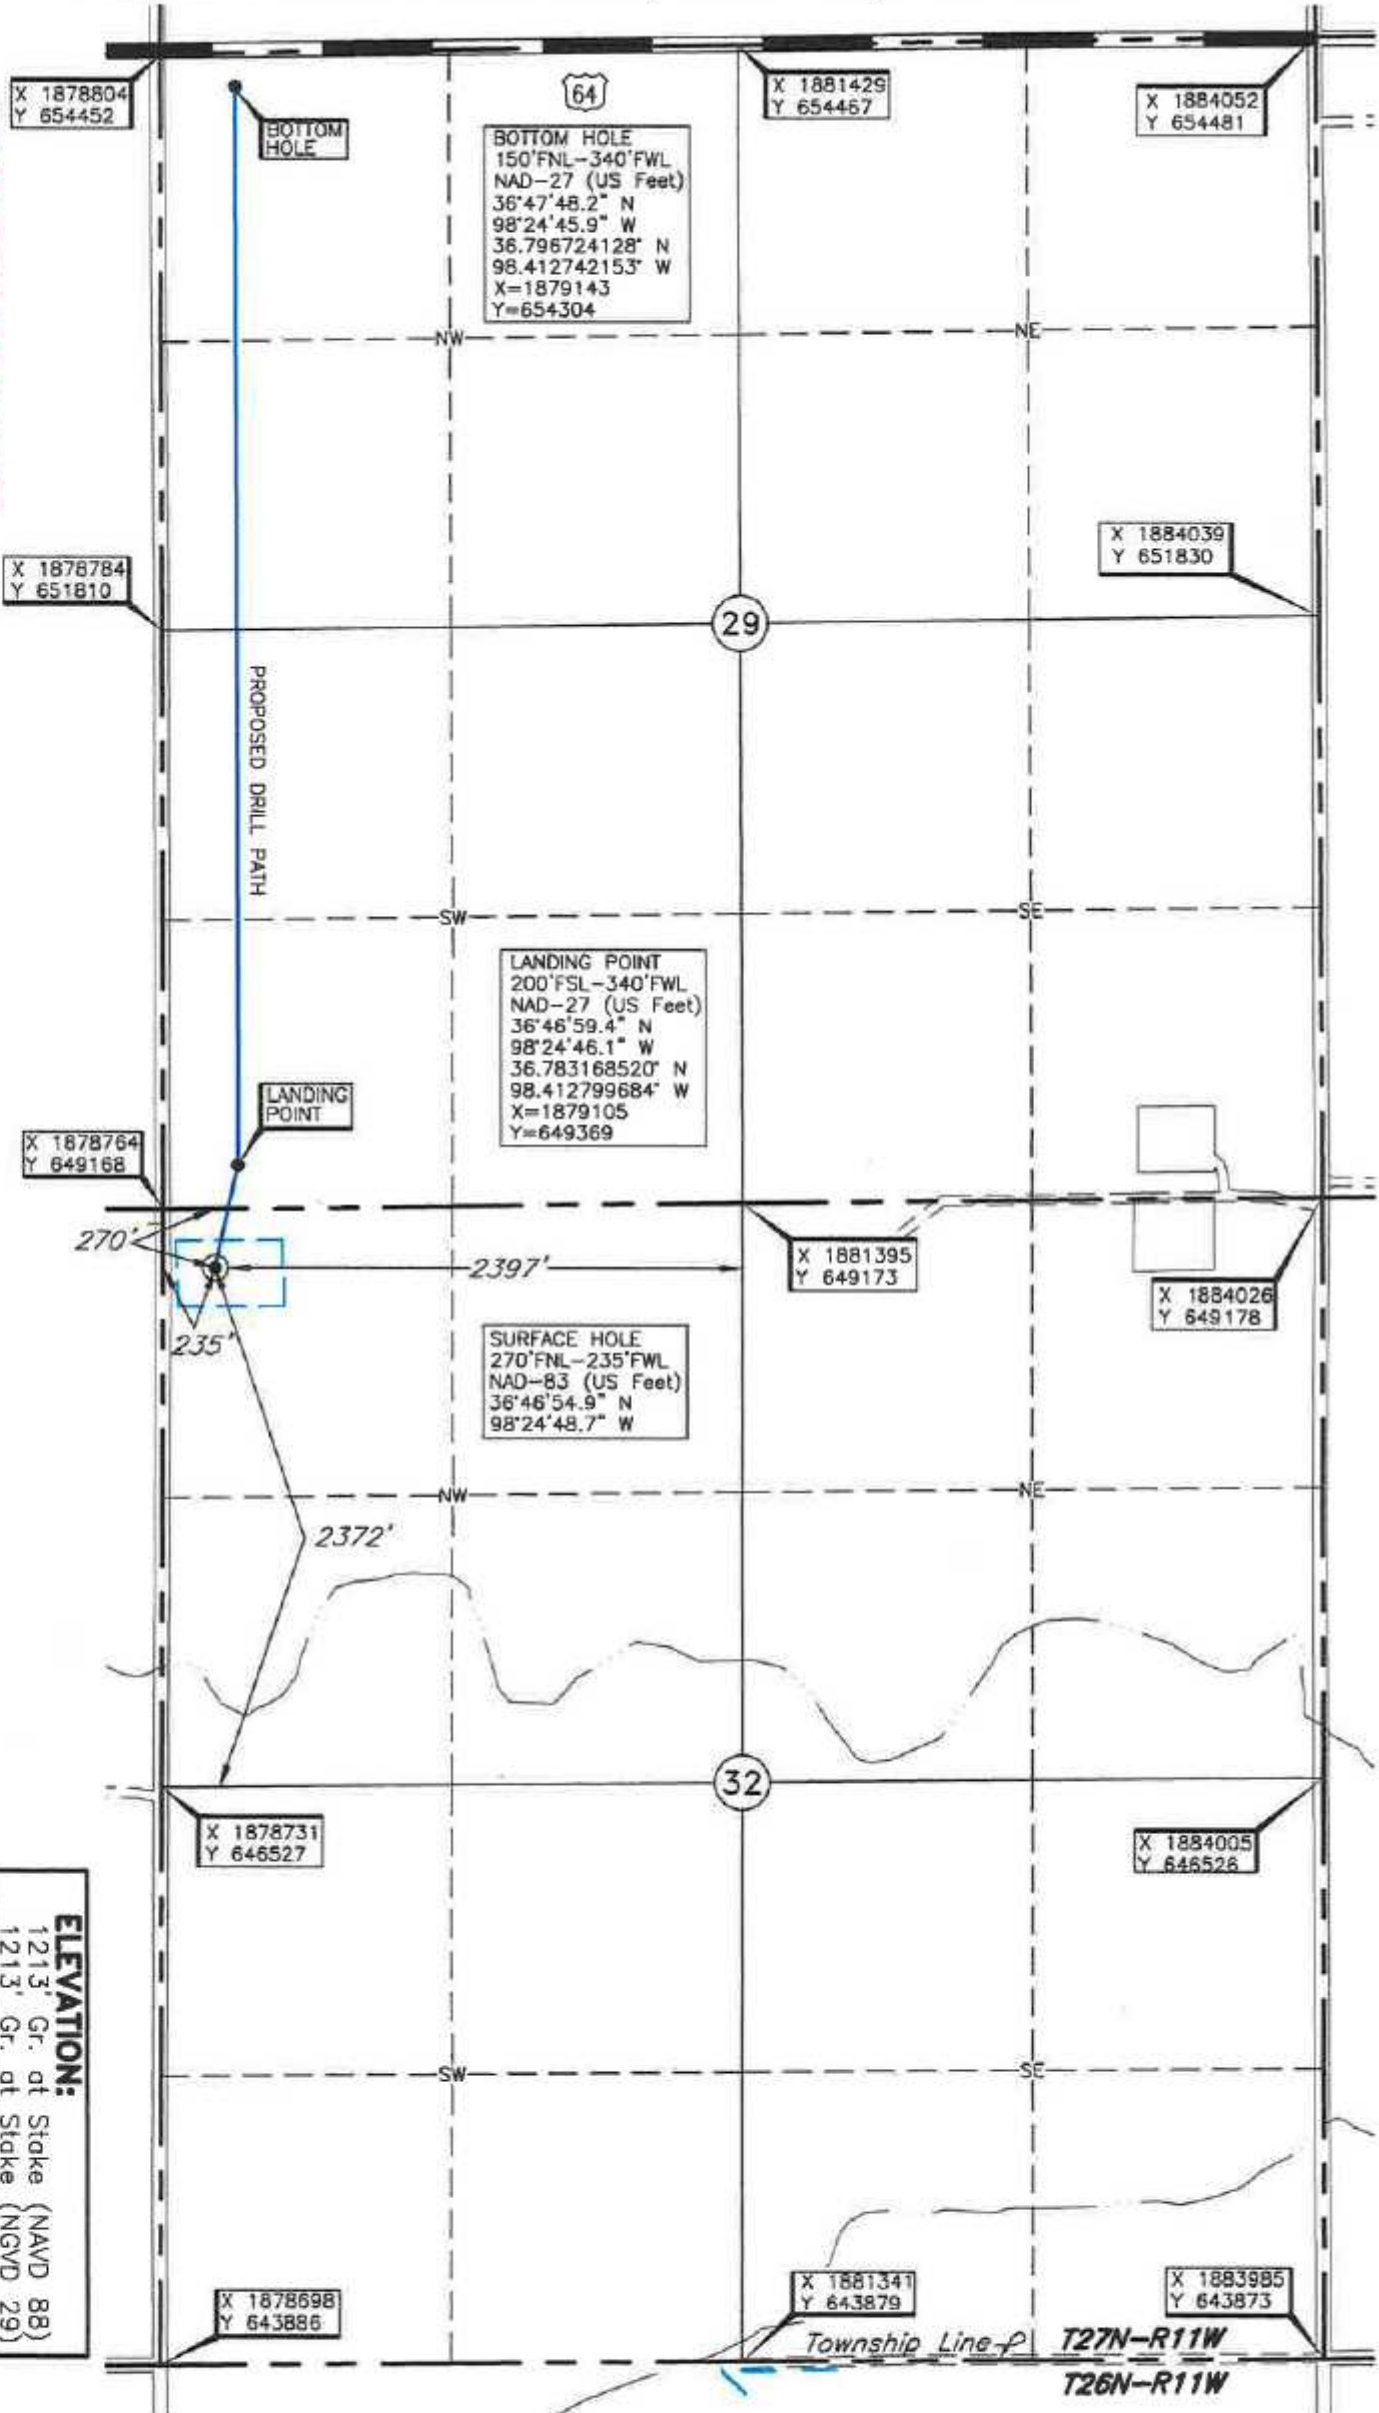 X 1878804
Y 654452
BOTTOM
HOLE
64
X 1881429
Y 654467
X 1884052
Y 654481
BOTTOM HOLE
150'FNL-340'FWL
NAD-27 (US Feet)
36°47'48.2" N
98°24'45.9" W
36.796724128° N
98.412742153° W
X=1879143
Y=654304
NW
NE
X 1878784
Y 651810
X 1884039
Y 651830
29
PROPOSED DRILL PATH
SW
SE
LANDING POINT
200'FSL-340'FWL
NAD-27 (US Feet)
36°46'59.4" N
98°24'46.1" W
36.783168520° N
98.412799684° W
X=1879105
Y=649369
LANDING
POINT
X 1878764
Y 649168
270'
2397'
X 1881395
Y 649173
X 1884026
Y 649178
235'
SURFACE HOLE
270'FNL-235'FWL
NAD-83 (US Feet)
36°46'54.9" N
98°24'48.7" W
NW
NE
2372'
32
X 1878731
Y 646527
X 1884005
Y 646526
ELEVATION:
1213' Gr. at Stake (NAVD 88)
1213' Gr. at Stake (NGVD 29)
SW
SE
X 1878698
Y 643886
X 1881341
Y 643879
X 1883985
Y 643873
Township Line
T27N-R11W
T26N-R11W